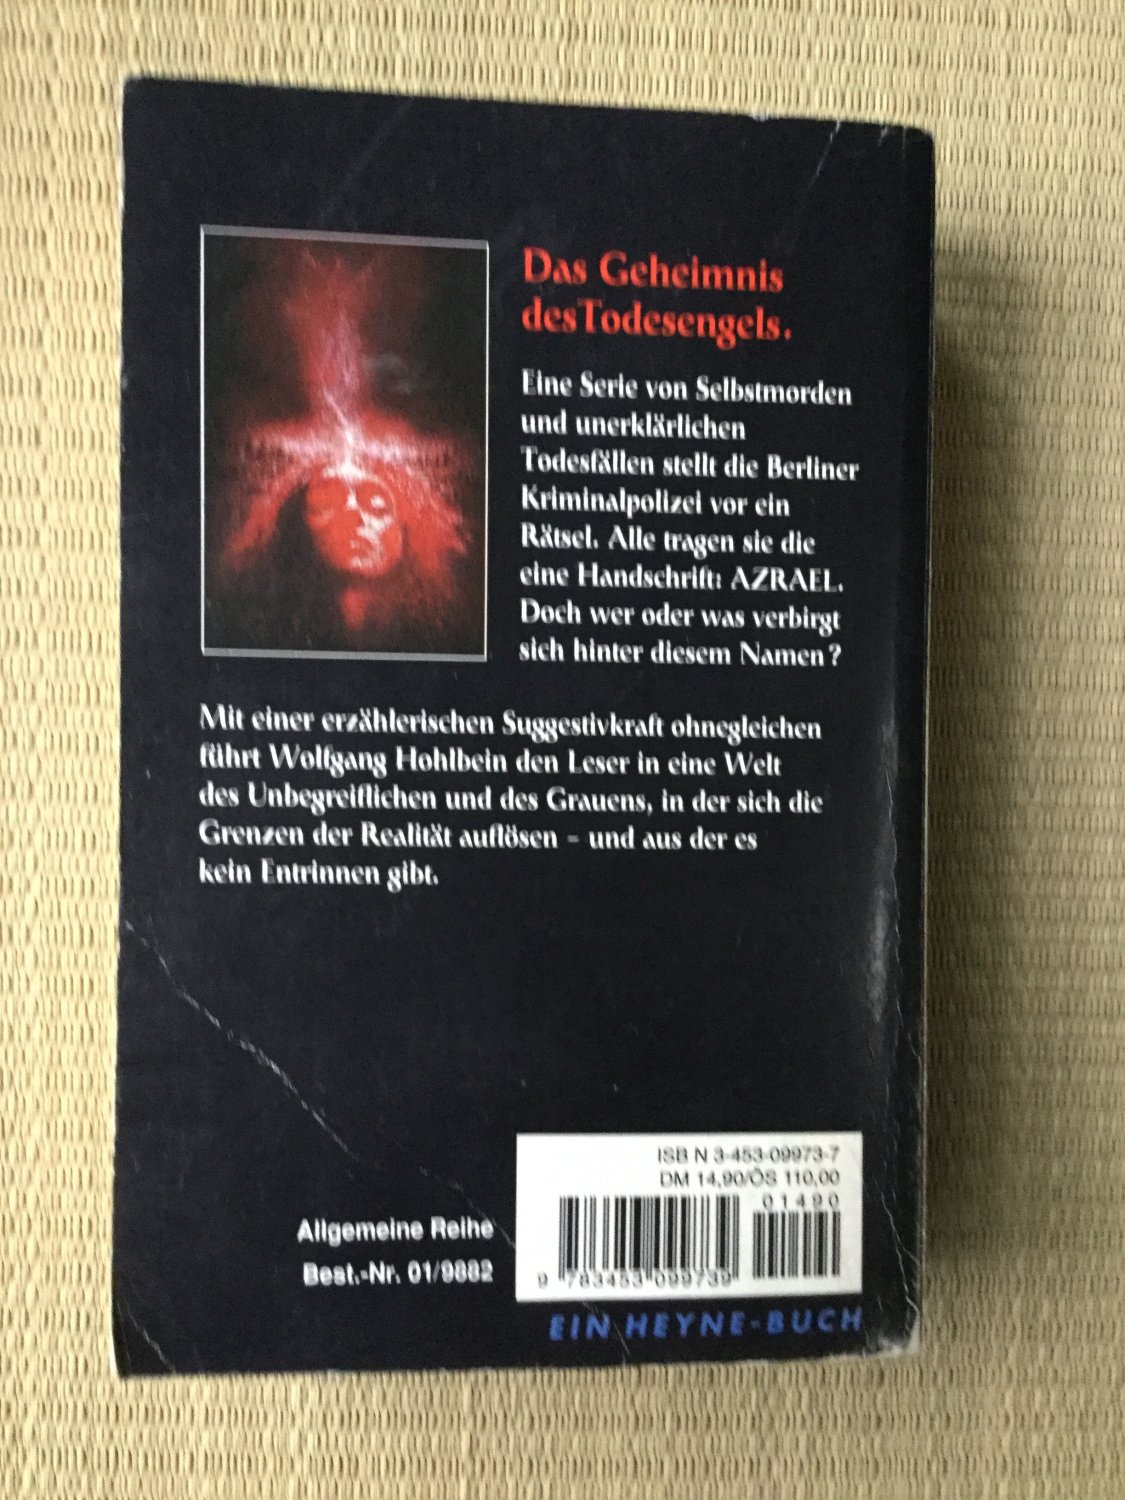 Das Geheimnis
des Todesengels.
Eine Serie von Selbstmorden
und unerklärlichen
Todesfällen stellt die Berliner
Kriminalpolizei vor ein
Rätsel. Alle tragen sie die
eine Handschrift: AZRAEL.
Doch wer oder was verbirgt
sich hinter diesem Namen?
Mit einer erzählerischen Suggestivkraft ohnegleichen
führt Wolfgang Hohlbein den Leser in eine Welt
des Unbegreiflichen und des Grauens, in der sich die
Grenzen der Realität auflösen – und aus der es
kein Entrinnen gibt.
ISBN 3-453-09973-7
DM 14,90/ÖS 110,00
01490
9 783453 099739
Allgemeine Reihe
Best.-Nr. 01/9882
EIN HEYNE-BUCH